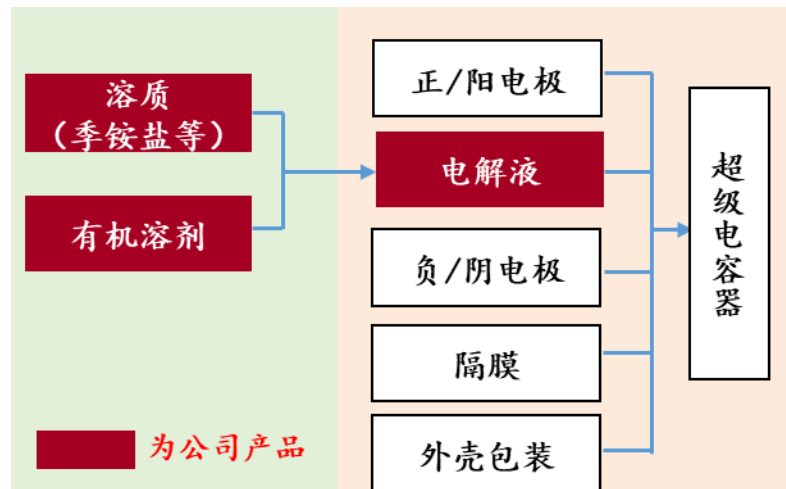 溶质
（季铵盐等）
有机溶剂
为公司产品
正/阳电极
电解液
负/阴电极
隔膜
外壳包装
超级电容器